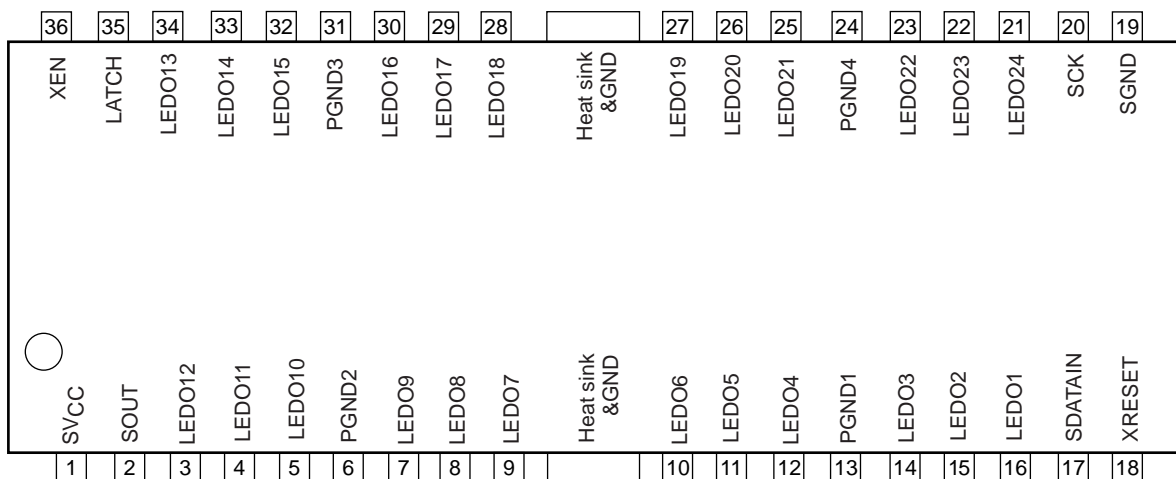 36 35 34 33 32 31 30 29 28 27 26 25 24 23 22 21 20 19
XEN
LATCH
LEDO13
LEDO14
LEDO15
PGND3
LEDO16
LEDO17
LEDO18
Heat sink
&GND
LEDO19
LEDO20
LEDO21
PGND4
LEDO22
LEDO23
LEDO24
SCK
SGND
SVCC
SOUT
LEDO12
LEDO11
LEDO10
PGND2
LEDO9
LEDO8
LEDO7
Heat sink
&GND
LEDO6
LEDO5
LEDO4
PGND1
LEDO3
LEDO2
LEDO1
SDATAIN
XRESET
1 2 3 4 5 6 7 8 9 10 11 12 13 14 15 16 17 18